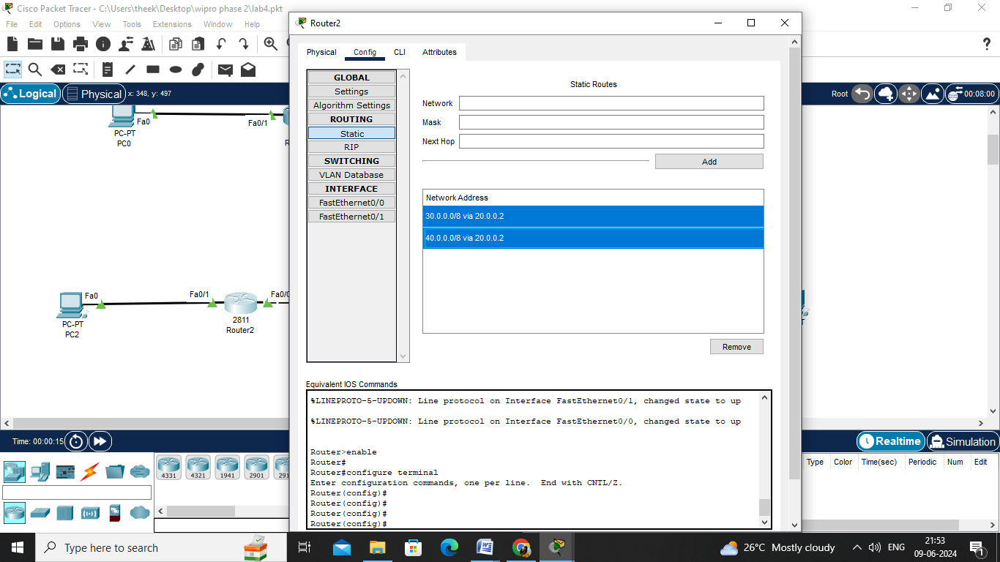 Cisco Packet Tracer - C:\Users\theek\Desktop\wipro phase 2\lab4.pkt
File Edit Options View Tools Extensions Window Help
Logical Physical x: 348, y: 497
Root 00:08:00
Fa0 Fa0/1
PC-PT
PC0
Fa0 Fa0/1 Fa0/0
PC-PT
PC2
2811
Router2
Router2
Physical Config CLI Attributes
GLOBAL
Settings
Algorithm Settings
ROUTING
Static
RIP
SWITCHING
VLAN Database
INTERFACE
FastEthernet0/0
FastEthernet0/1
Static Routes
Network
Mask
Next Hop
Add
Network Address
30.0.0.0/8 via 20.0.0.2
40.0.0.0/8 via 20.0.0.2
Remove
Equivalent IOS Commands
%LINEPROTO-5-UPDOWN: Line protocol on Interface FastEthernet0/1, changed state to up
%LINEPROTO-5-UPDOWN: Line protocol on Interface FastEthernet0/0, changed state to up
Router>enable
Router#
Router#configure terminal
Enter configuration commands, one per line. End with CNTL/Z.
Router(config)#
Router(config)#
Router(config)#
Router(config)#
Time: 00:00:15
Realtime Simulation
4331 4321 1941 2901
Type Color Time(sec) Periodic Num Edit
Type here to search
26°C Mostly cloudy
ENG
21:53
09-06-2024
1